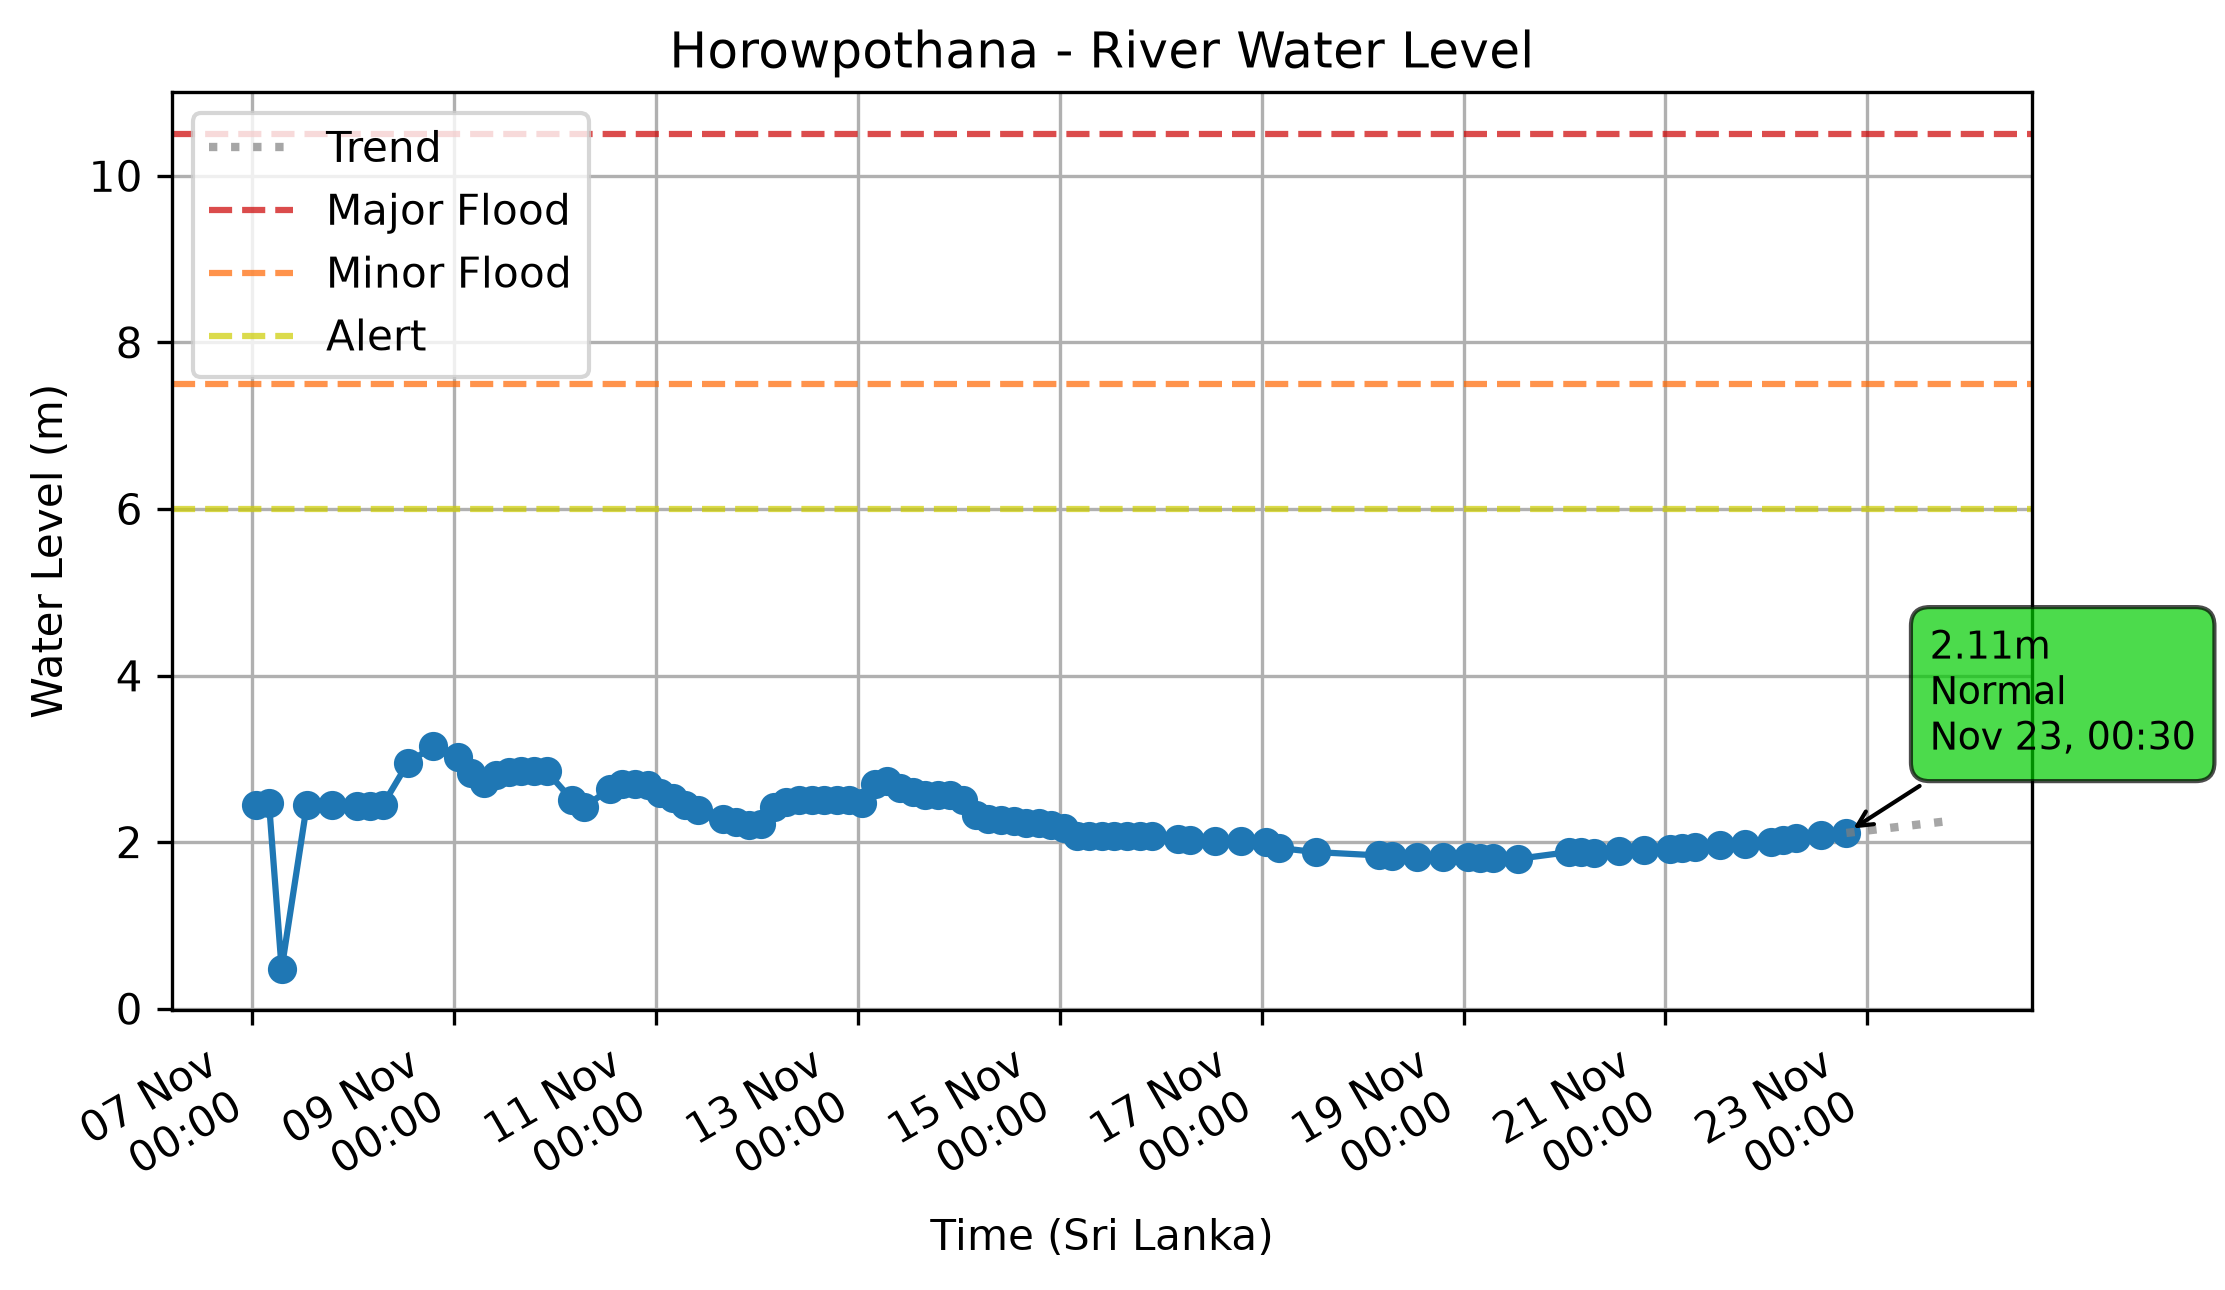 Horowpothana - River Water Level
Trend
Major Flood
Minor Flood
Alert
10
8
6
4
2
0
Water Level (m)
2.11m
Normal
Nov 23, 00:30
07 Nov
00:00
09 Nov
00:00
11 Nov
00:00
13 Nov
00:00
15 Nov
00:00
17 Nov
00:00
19 Nov
00:00
21 Nov
00:00
23 Nov
00:00
Time (Sri Lanka)